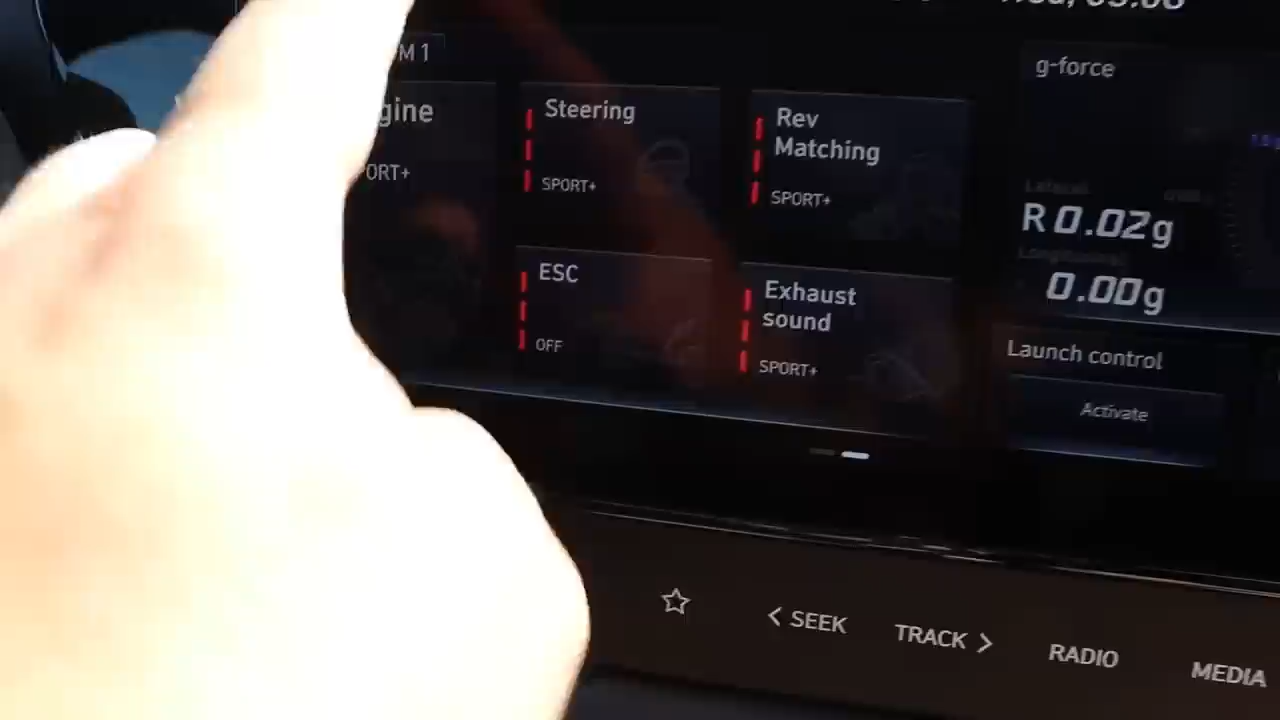 M 1
g-force
gine
Steering
Rev
Matching
ORT+
SPORT+
SPORT+
Lateral
R 0.02g
0.00g
ESC
Exhaust
sound
OFF
SPORT+
Launch control
Activate
< SEEK
TRACK >
RADIO
MEDIA